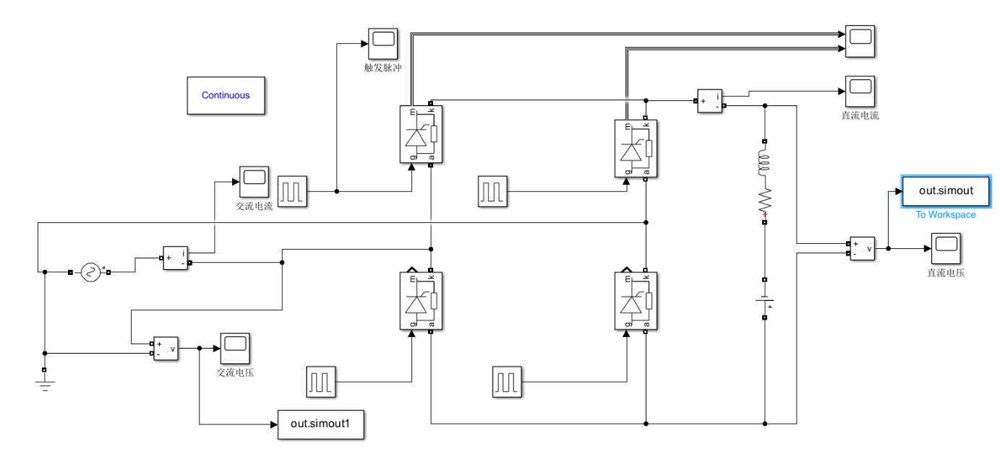 触发脉冲
Continuous
m
k
g
a
m
k
g
a
+
i
-
直流电流
交流电流
+
i
-
out.simout
To Workspace
+
-
v
直流电压
m
k
g
a
m
k
g
a
+
-
v
交流电压
out.simout1